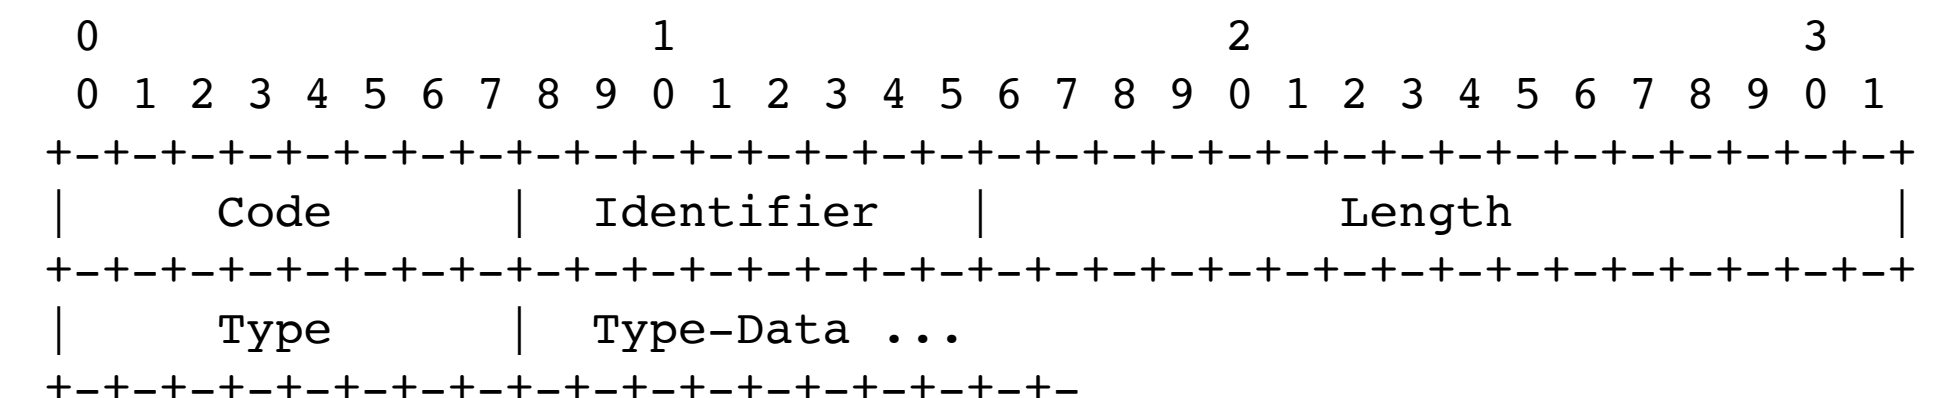 0                   1                   2                   3
 0 1 2 3 4 5 6 7 8 9 0 1 2 3 4 5 6 7 8 9 0 1 2 3 4 5 6 7 8 9 0 1
+-+-+-+-+-+-+-+-+-+-+-+-+-+-+-+-+-+-+-+-+-+-+-+-+-+-+-+-+-+-+-+-+
|     Code      |  Identifier   |            Length             |
+-+-+-+-+-+-+-+-+-+-+-+-+-+-+-+-+-+-+-+-+-+-+-+-+-+-+-+-+-+-+-+-+
|     Type      |  Type-Data ...
+-+-+-+-+-+-+-+-+-+-+-+-+-+-+-+-+-+-